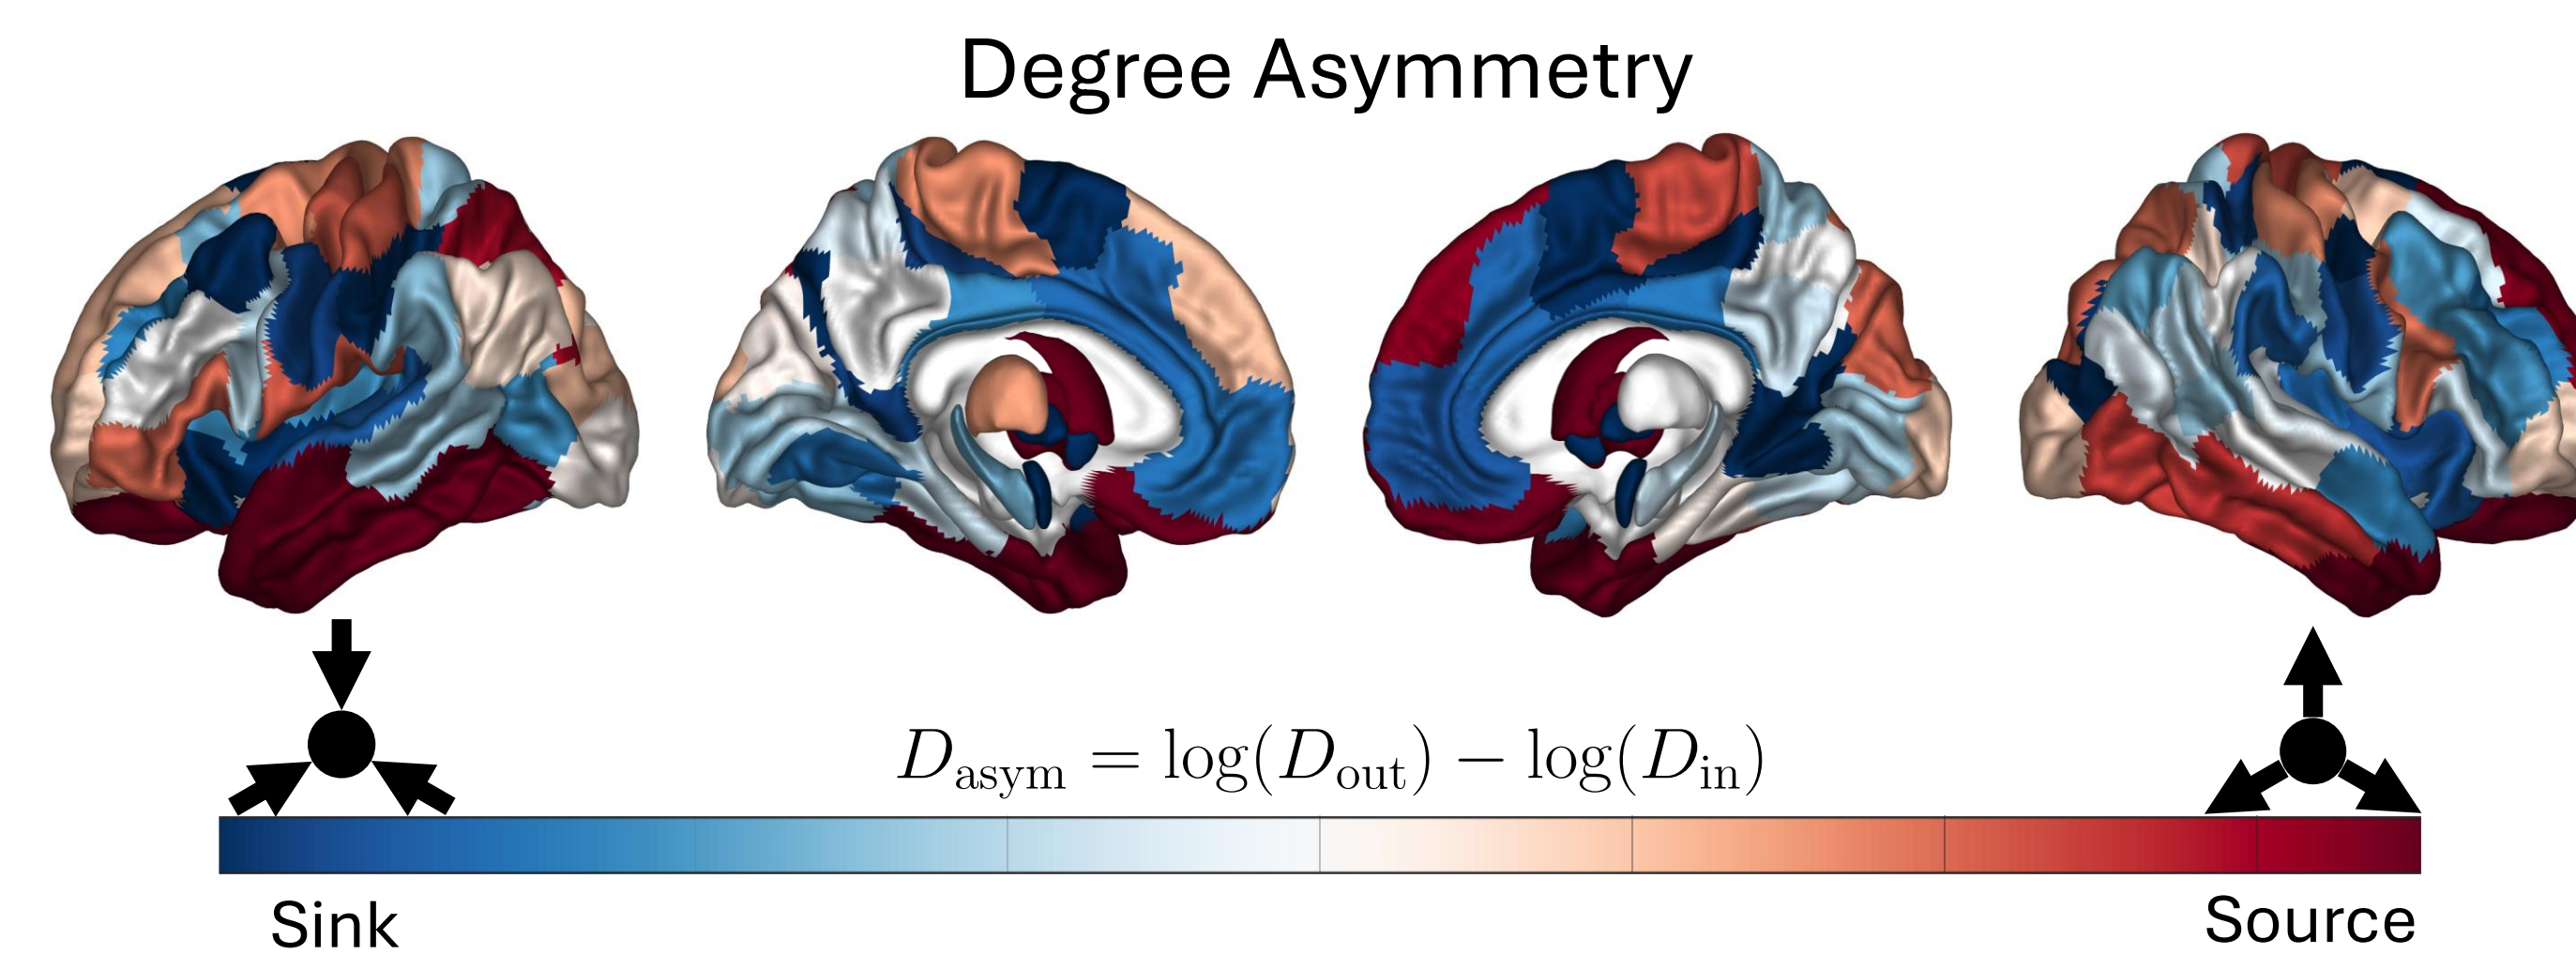 Degree Asymmetry
D_asym = log(D_out) − log(D_in)
Sink
Source